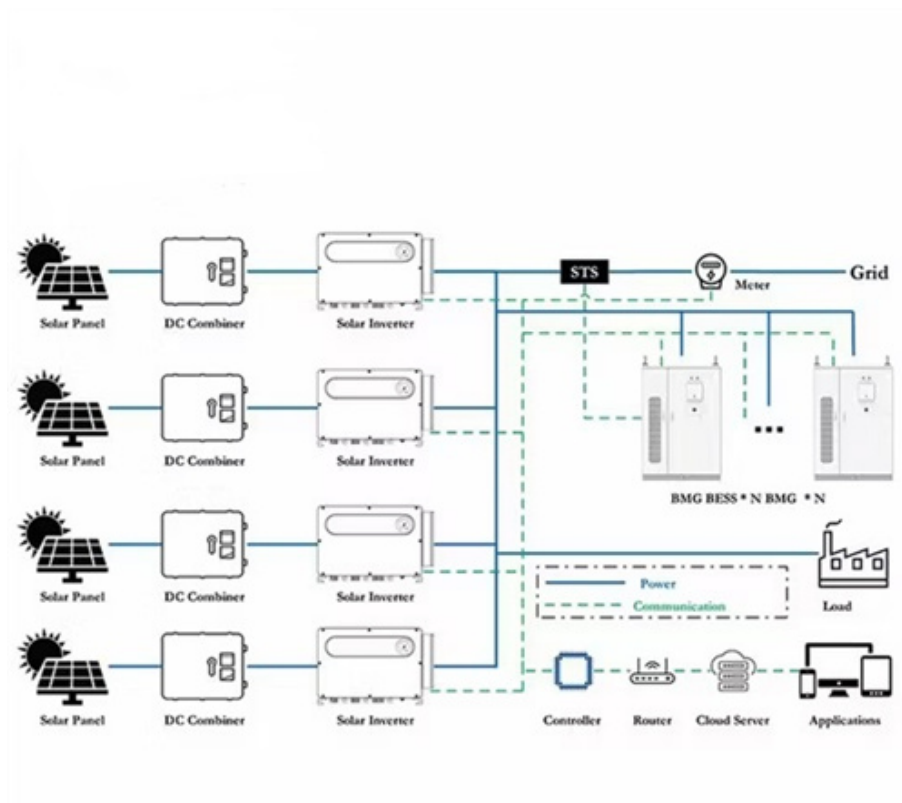 STS
Grid
Meter
Solar Panel DC Combiner Solar Inverter
Solar Panel DC Combiner Solar Inverter
BMG BESS * N BMG * N
Solar Panel DC Combiner Solar Inverter
Power
Communication
Load
Solar Panel DC Combiner Solar Inverter
Controller Router Cloud Server Applications